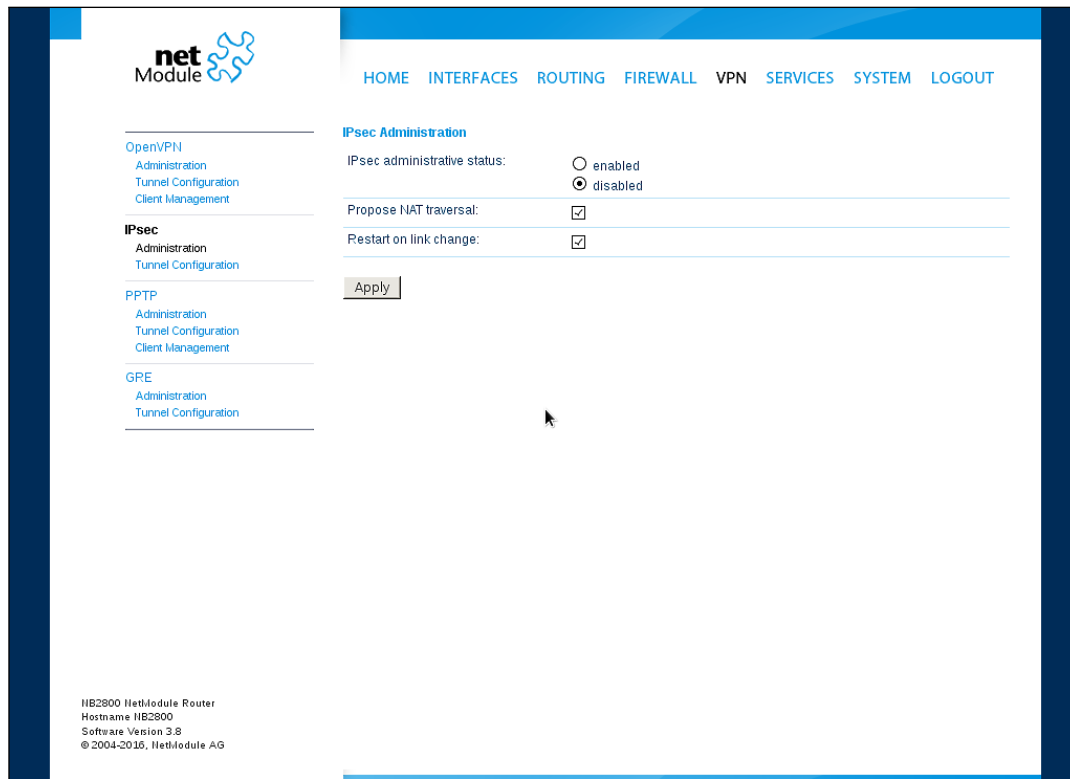 net
Module
HOME INTERFACES ROUTING FIREWALL VPN SERVICES SYSTEM LOGOUT
OpenVPN
Administration
Tunnel Configuration
Client Management
IPsec
Administration
Tunnel Configuration
PPTP
Administration
Tunnel Configuration
Client Management
GRE
Administration
Tunnel Configuration
IPsec Administration
IPsec administrative status:
enabled
disabled
Propose NAT traversal:
Restart on link change:
Apply
NB2800 NetModule Router
Hostname NB2800
Software Version 3.8
© 2004-2016, NetModule AG